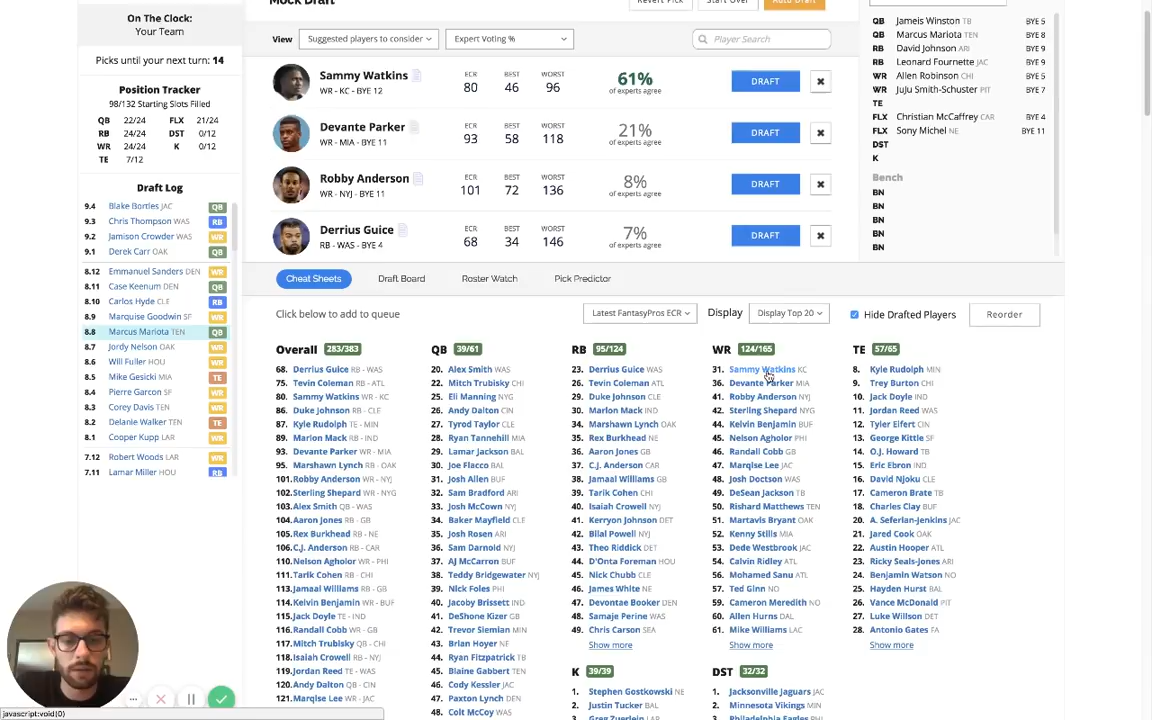 On The Clock:
Your Team
Picks until your next turn: 14
Position Tracker
98/132 Starting Slots Filled
QB 22/24 FLX 21/24
RB 24/24 DST 0/12
WR 24/24 K 0/12
TE 7/12
Draft Log
9.4 Blake Bortles JAC QB
9.3 Chris Thompson WAS RB
9.2 Jamison Crowder WAS WR
9.1 Derek Carr OAK QB
8.12 Emmanuel Sanders DEN WR
8.11 Case Keenum DEN QB
8.10 Carlos Hyde CLE RB
8.9 Marquise Goodwin SF WR
8.8 Marcus Mariota TEN QB
8.7 Jordy Nelson OAK WR
8.6 Will Fuller HOU WR
8.5 Mike Gesicki MIA TE
8.4 Pierre Garcon SF WR
8.3 Corey Davis TEN WR
8.2 Delanie Walker TEN TE
8.1 Cooper Kupp LAR WR
7.12 Robert Woods LAR WR
7.11 Lamar Miller HOU RB
Mock Draft
Revert Pick Start Over Auto Draft
View Suggested players to consider Expert Voting % Player Search
Sammy Watkins ECR BEST WORST 61% DRAFT
WR - KC - BYE 12 80 46 96 of experts agree
Devante Parker ECR BEST WORST 21% DRAFT
WR - MIA - BYE 11 93 58 118 of experts agree
Robby Anderson ECR BEST WORST 8% DRAFT
WR - NYJ - BYE 11 101 72 136 of experts agree
Derrius Guice ECR BEST WORST 7% DRAFT
RB - WAS - BYE 4 68 34 146 of experts agree
QB Jameis Winston TB BYE 5
QB Marcus Mariota TEN BYE 8
RB David Johnson ARI BYE 9
RB Leonard Fournette JAC BYE 9
WR Allen Robinson CHI BYE 5
WR JuJu Smith-Schuster PIT BYE 7
TE
FLX Christian McCaffrey CAR BYE 4
FLX Sony Michel NE BYE 11
DST
K
Bench
BN
BN
BN
BN
BN
Cheat Sheets Draft Board Roster Watch Pick Predictor
Click below to add to queue Latest FantasyPros ECR Display Display Top 20 Hide Drafted Players Reorder
Overall 283/383
68. Derrius Guice RB - WAS
75. Tevin Coleman RB - ATL
80. Sammy Watkins WR - KC
86. Duke Johnson RB - CLE
87. Kyle Rudolph TE - MIN
89. Marlon Mack RB - IND
93. Devante Parker WR - MIA
95. Marshawn Lynch RB - OAK
101. Robby Anderson WR - NYJ
102. Sterling Shepard WR - NYG
103. Alex Smith QB - WAS
104. Aaron Jones RB - GB
105. Rex Burkhead RB - NE
106. C.J. Anderson RB - CAR
110. Nelson Agholor WR - PHI
111. Tarik Cohen RB - CHI
113. Jamaal Williams RB - GB
114. Kelvin Benjamin WR - BUF
115. Jack Doyle TE - IND
116. Randall Cobb WR - GB
117. Mitch Trubisky QB - CHI
118. Isaiah Crowell RB - NYJ
119. Jordan Reed TE - WAS
120. Andy Dalton QB - CIN
121. Marqise Lee WR - JAC
QB 39/61
20. Alex Smith WAS
22. Mitch Trubisky CHI
25. Eli Manning NYG
26. Andy Dalton CIN
27. Tyrod Taylor CLE
28. Ryan Tannehill MIA
29. Lamar Jackson BAL
30. Joe Flacco BAL
31. Josh Allen BUF
32. Sam Bradford ARI
33. Josh McCown NYJ
34. Baker Mayfield CLE
35. Josh Rosen ARI
36. Sam Darnold NYJ
37. AJ McCarron BUF
38. Teddy Bridgewater NYJ
39. Nick Foles PHI
40. Jacoby Brissett IND
41. DeShone Kizer GB
42. Trevor Siemian MIN
43. Brian Hoyer NE
44. Ryan Fitzpatrick TB
45. Blaine Gabbert TEN
46. Cody Kessler JAC
47. Paxton Lynch DEN
48. Colt McCoy WAS
RB 95/124
23. Derrius Guice WAS
26. Tevin Coleman ATL
29. Duke Johnson CLE
30. Marlon Mack IND
34. Marshawn Lynch OAK
35. Rex Burkhead NE
36. Aaron Jones GB
37. C.J. Anderson CAR
38. Jamaal Williams GB
39. Tarik Cohen CHI
40. Isaiah Crowell NYJ
41. Kerryon Johnson DET
42. Bilal Powell NYJ
43. Theo Riddick DET
44. D'Onta Foreman HOU
45. Nick Chubb CLE
46. James White NE
47. Devontae Booker DEN
48. Samaje Perine WAS
49. Chris Carson SEA
Show more
WR 124/165
31. Sammy Watkins KC
36. Devante Parker MIA
41. Robby Anderson NYJ
42. Sterling Shepard NYG
44. Kelvin Benjamin BUF
45. Nelson Agholor PHI
46. Randall Cobb GB
47. Marqise Lee JAC
48. Josh Doctson WAS
49. DeSean Jackson TB
50. Rishard Matthews TEN
51. Martavis Bryant OAK
52. Kenny Stills MIA
53. Dede Westbrook JAC
54. Calvin Ridley ATL
56. Mohamed Sanu ATL
57. Ted Ginn NO
59. Cameron Meredith NO
60. Allen Hurns DAL
61. Mike Williams LAC
Show more
TE 57/65
8. Kyle Rudolph MIN
9. Trey Burton CHI
10. Jack Doyle IND
11. Jordan Reed WAS
12. Tyler Eifert CIN
13. George Kittle SF
14. O.J. Howard TB
15. Eric Ebron IND
16. David Njoku CLE
17. Cameron Brate TB
18. Charles Clay BUF
20. A. Seferian-Jenkins JAC
21. Jared Cook OAK
22. Austin Hooper ATL
23. Ricky Seals-Jones ARI
24. Benjamin Watson NO
25. Hayden Hurst BAL
26. Vance McDonald PIT
27. Luke Willson DET
28. Antonio Gates FA
Show more
K 39/39
1. Stephen Gostkowski NE
2. Justin Tucker BAL
3. Greg Zuerlein LAR
DST 32/32
1. Jacksonville Jaguars JAC
2. Minnesota Vikings MIN
3. Philadelphia Eagles PHI
javascript:void(0)